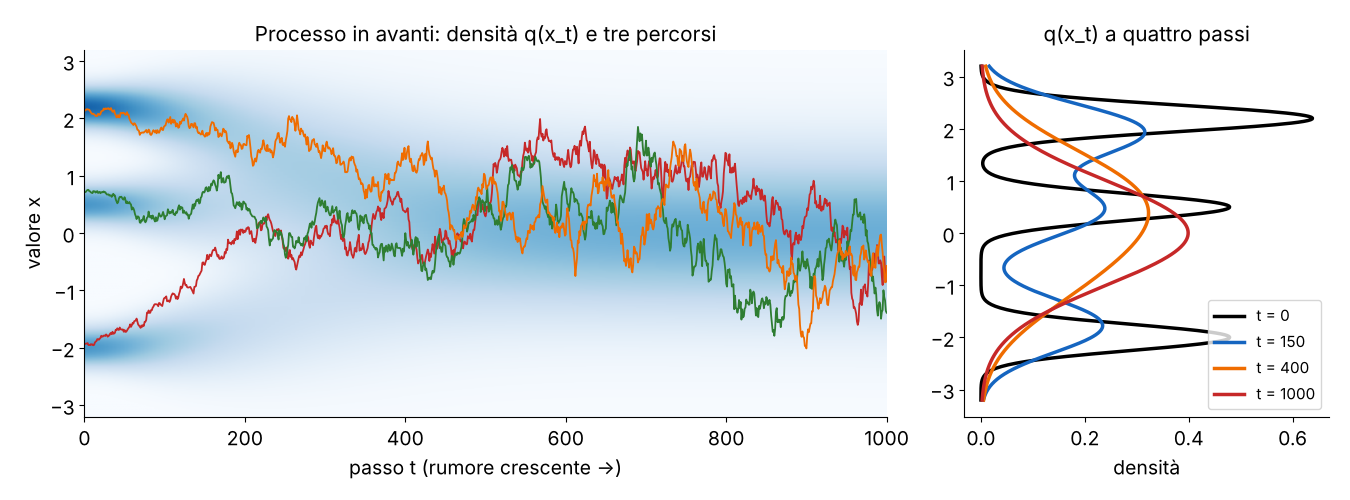 Processo in avanti: densità q(x_t) e tre percorsi
valore x
3
2
1
0
−1
−2
−3
0
200
400
600
800
1000
passo t (rumore crescente →)
q(x_t) a quattro passi
3
2
1
0
−1
−2
−3
t = 0
t = 150
t = 400
t = 1000
0.0
0.2
0.4
0.6
densità